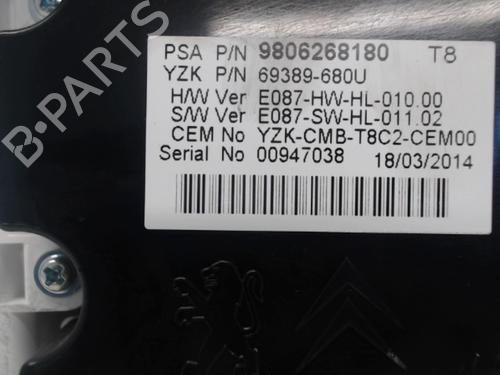 PSA P/N 9806268180 T8
YZK P/N 69389-680U
H/W Ver E087-HW-HL-010.00
S/W Ver E087-SW-HL-011.02
CEM No YZK-CMB-T8C2-CEM00
Serial No 00947038 18/03/2014
B-PARTS